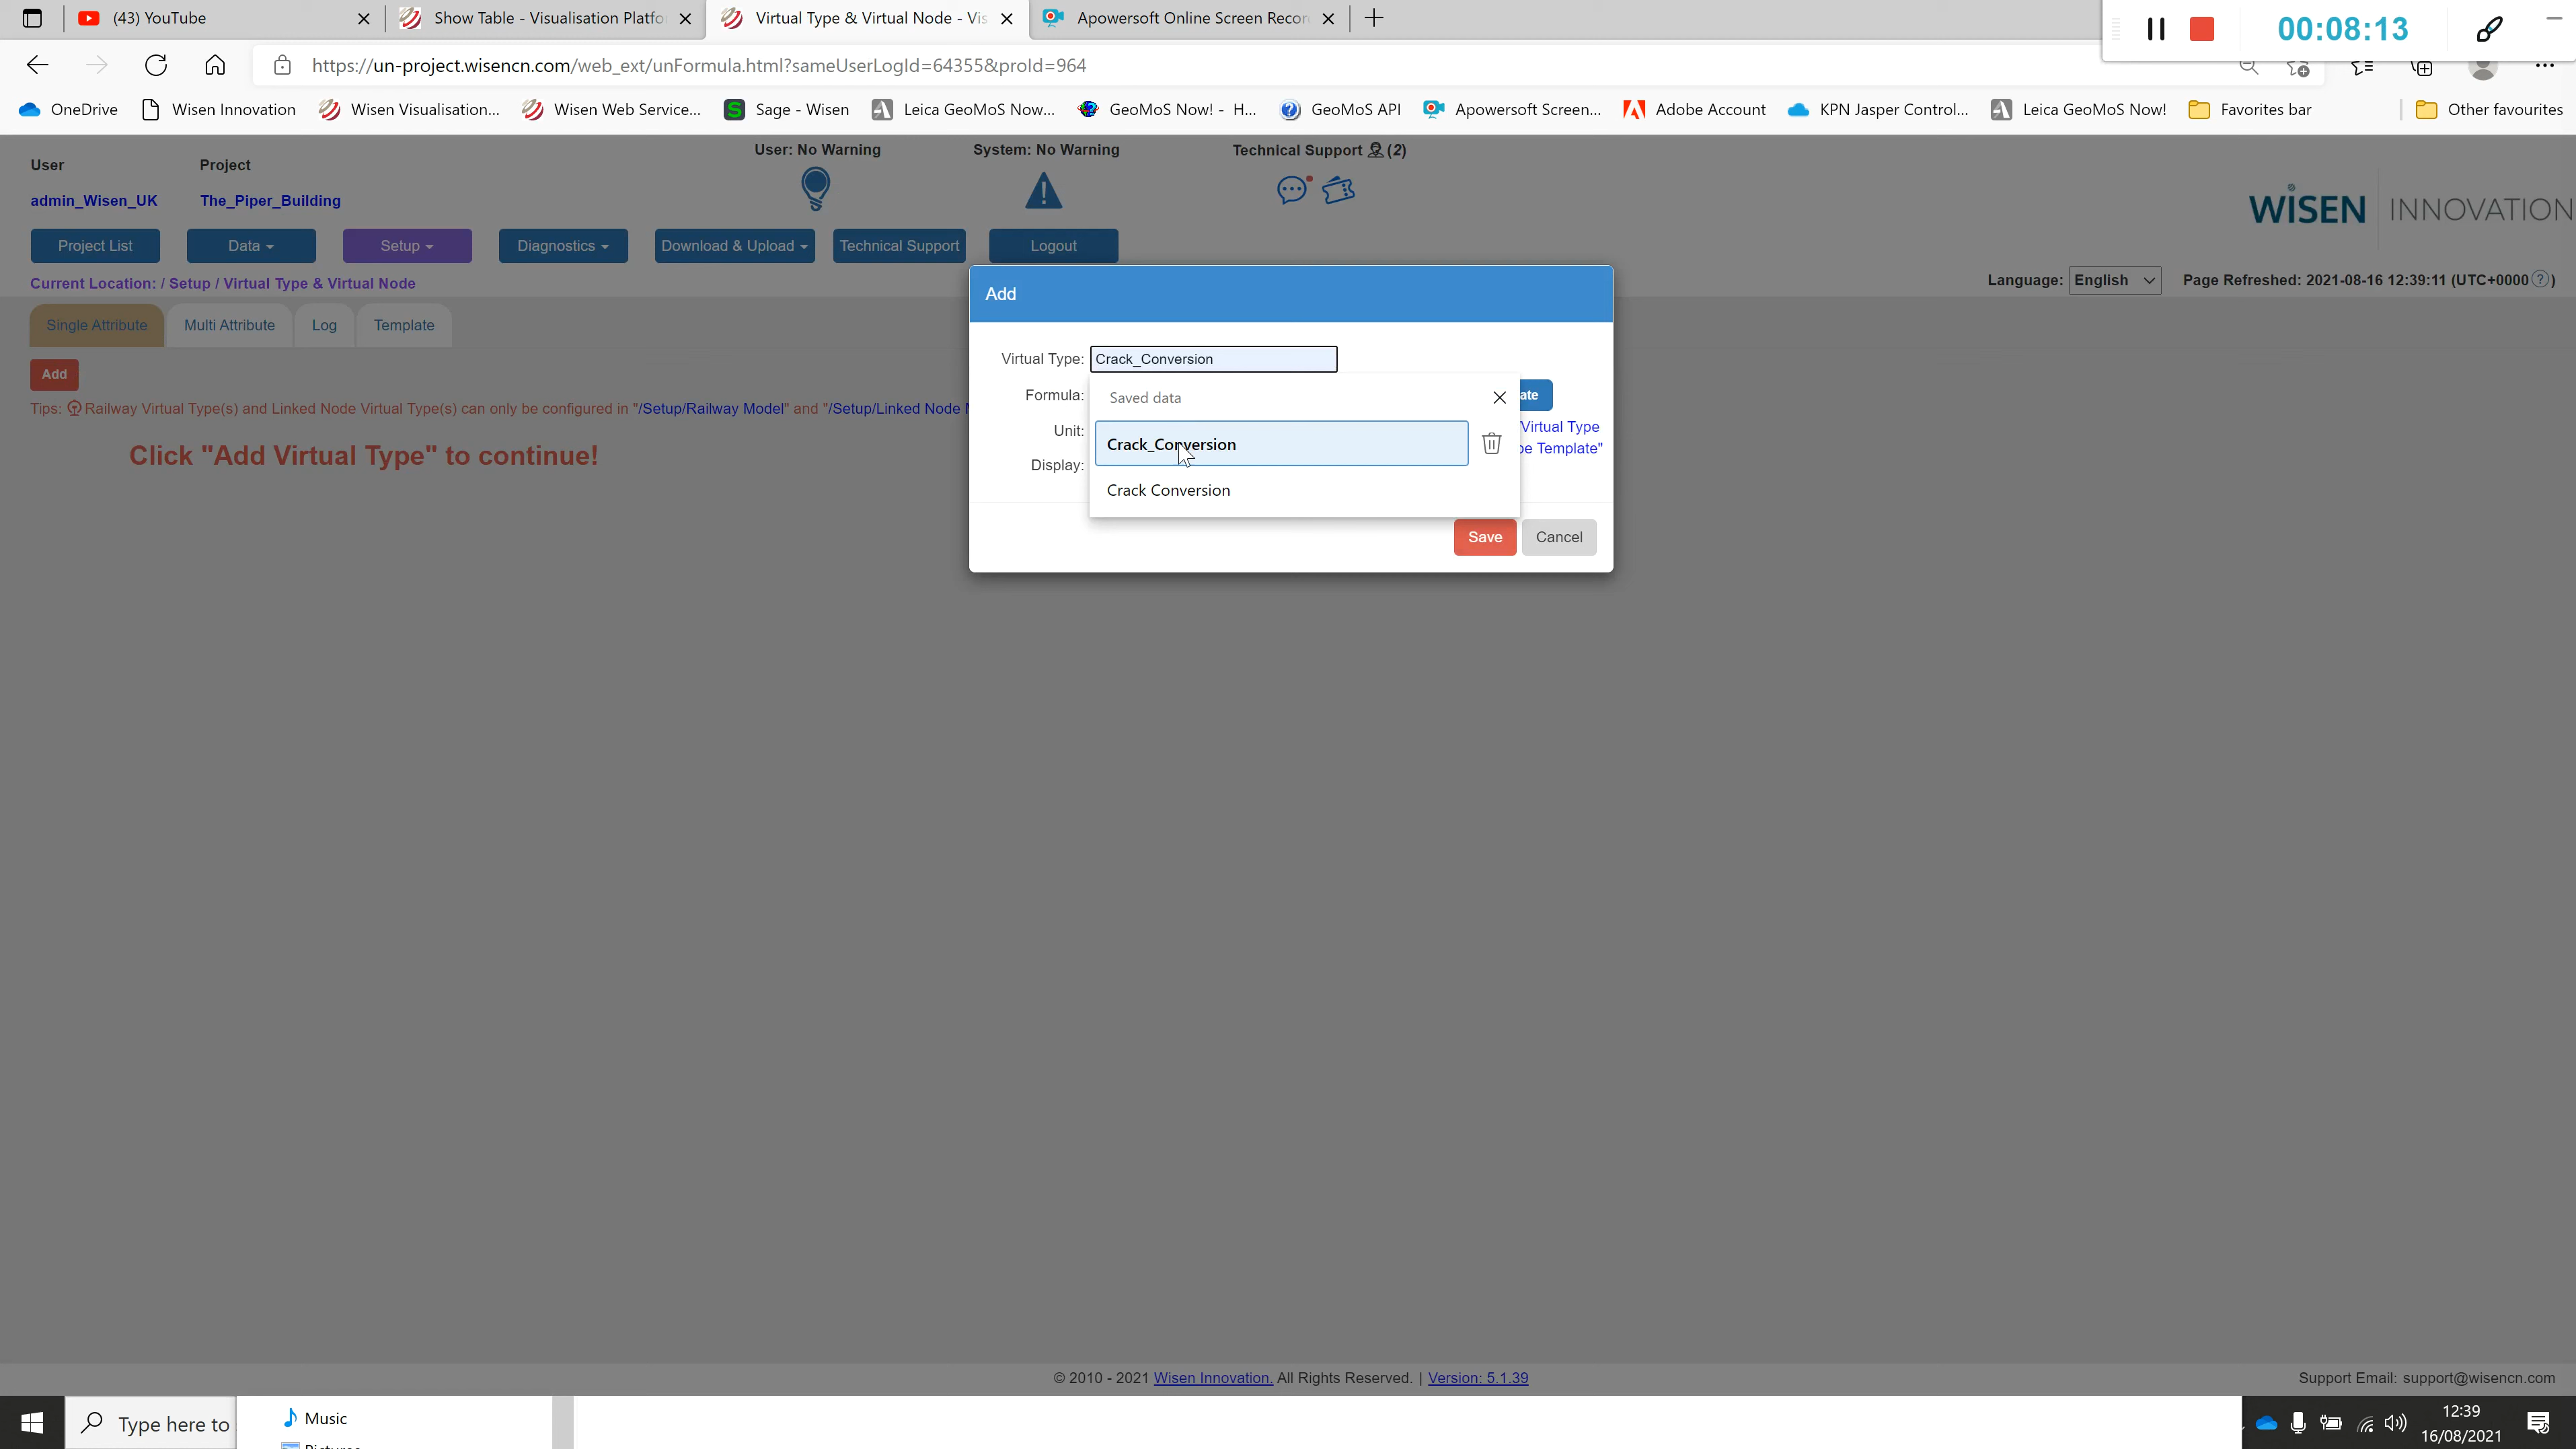 (43) YouTube
Show Table - Visualisation Platfo
Virtual Type & Virtual Node - Vis
Apowersoft Online Screen Recor
00:08:13
https://un-project.wisencn.com/web_ext/unFormula.html?sameUserLogId=64355&proId=964
OneDrive
Wisen Innovation
Wisen Visualisation...
Wisen Web Service...
Sage - Wisen
Leica GeoMoS Now...
GeoMoS Now! - H...
GeoMoS API
Apowersoft Screen...
Adobe Account
KPN Jasper Control...
Leica GeoMoS Now!
Favorites bar
Other favourites
User
Project
User: No Warning
System: No Warning
Technical Support (2)
admin_Wisen_UK
The_Piper_Building
WiSEN INNOVATION
Project List
Data
Setup
Diagnostics
Download & Upload
Technical Support
Logout
Current Location: / Setup / Virtual Type & Virtual Node
Language: English
Page Refreshed: 2021-08-16 12:39:11 (UTC+0000 ?)
Single Attribute
Multi Attribute
Log
Template
Add
Tips: Railway Virtual Type(s) and Linked Node Virtual Type(s) can only be configured in "/Setup/Railway Model" and "/Setup/Linked Node M
Click "Add Virtual Type" to continue!
Add
Virtual Type: Crack_Conversion
Formula:
Saved data
ate
Unit:
Virtual Type
Crack_Conversion
pe Template"
Display:
Crack Conversion
Save
Cancel
© 2010 - 2021 Wisen Innovation. All Rights Reserved. | Version: 5.1.39
Support Email: support@wisencn.com
Type here to
Music
12:39
16/08/2021